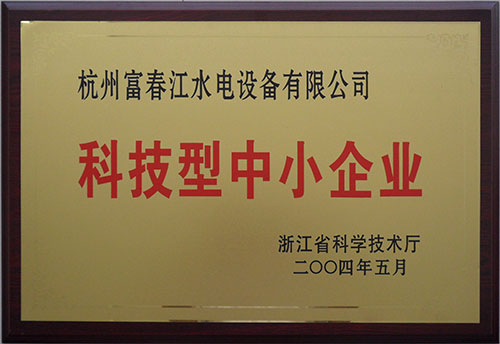 杭州富春江水电设备有限公司
科技型中小企业
浙江省科学技术厅
二〇〇四年五月